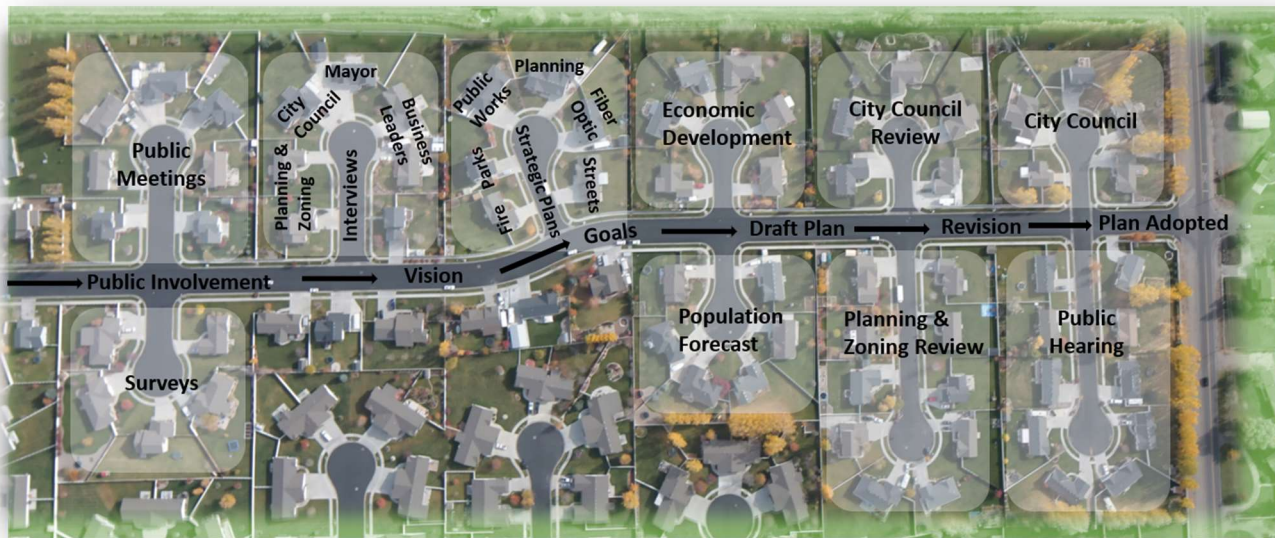 Public
Meetings
Mayor
City
Council
Planning &
Zoning
Interviews
Business
Leaders
Planning
Public
Works
Fiber
Optic
Parks
Fire
Strategic Plans
Streets
Economic
Development
City Council
Review
City Council
Public Involvement
Vision
Goals
Draft Plan
Revision
Plan Adopted
Surveys
Population
Forecast
Planning &
Zoning Review
Public
Hearing